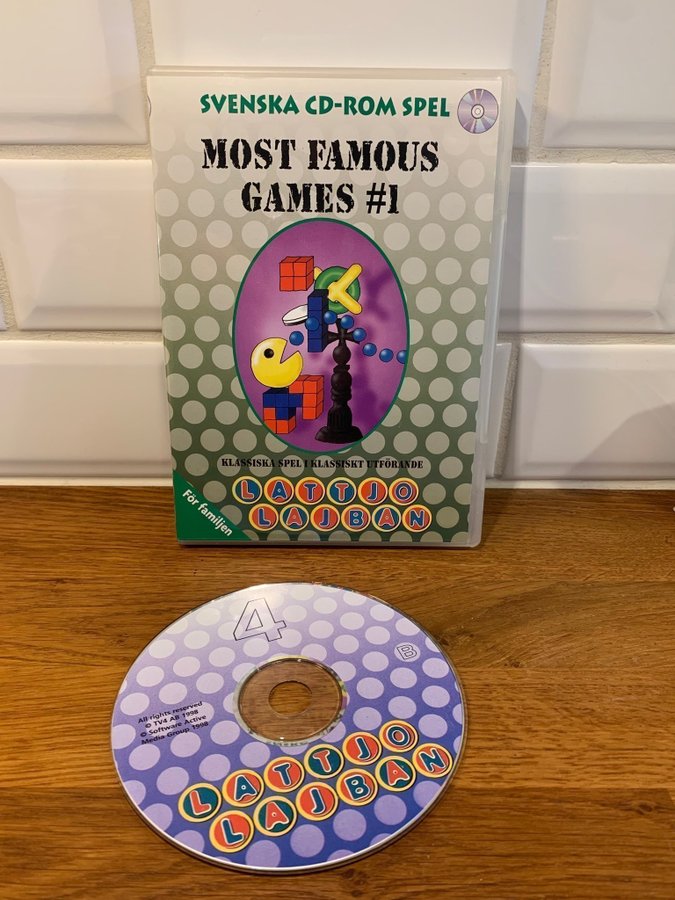 SVENSKA CD-ROM SPEL
MOST FAMOUS
GAMES #1
KLASSISKA SPEL I KLASSISKT UTFÖRANDE
LATTJO
LAJBAN
För familjen
4
B
All rights reserved
© TV4 AB 1998
© Software Active
Media Group 1998
LATTJO
LAJBAN